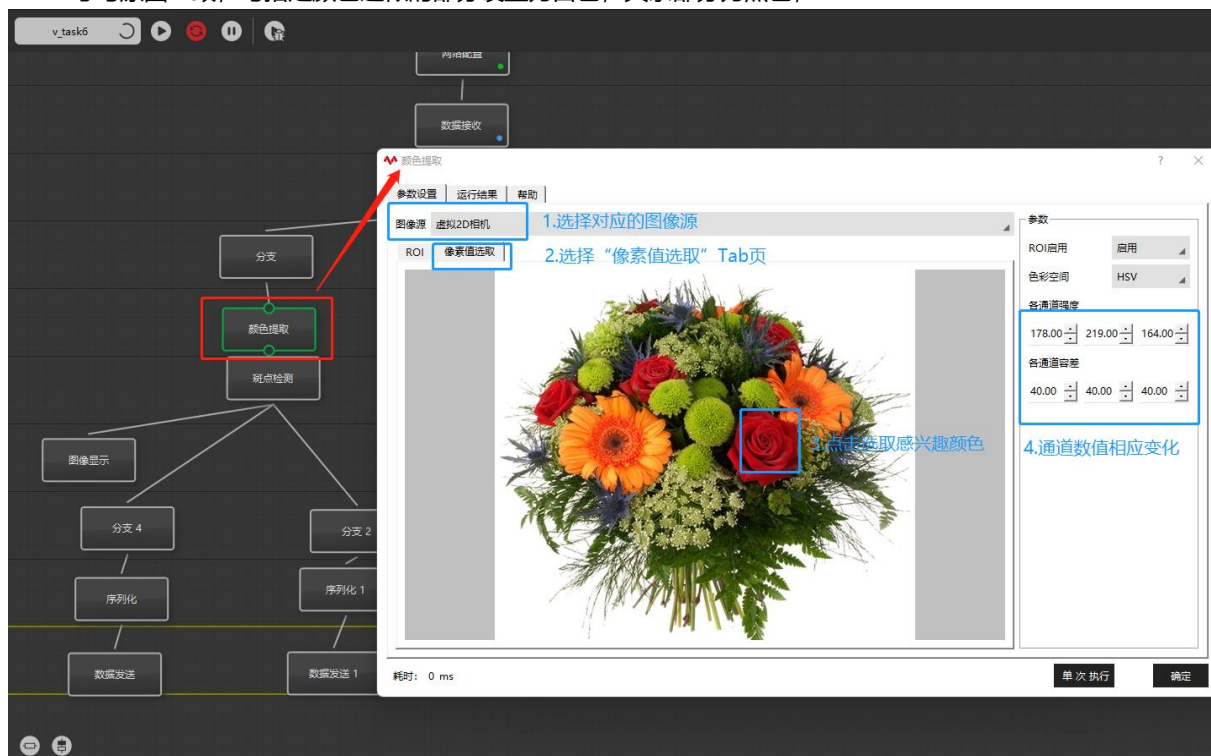 v_task6
网络配置
数据接收
颜色提取
?
参数设置
运行结果
帮助
图像源
虚拟2D相机
1.选择对应的图像源
参数
ROI
像素值选取
2.选择“像素值选取”Tab页
ROI启用
启用
色彩空间
HSV
各通道强度
178.00
219.00
164.00
各通道容差
40.00
40.00
40.00
3.点击选取感兴趣颜色
4.通道数值相应变化
分支
颜色提取
斑点检测
图像显示
分支 4
分支 2
序列化
序列化 1
数据发送
数据发送 1
耗时: 0 ms
单次执行
确定